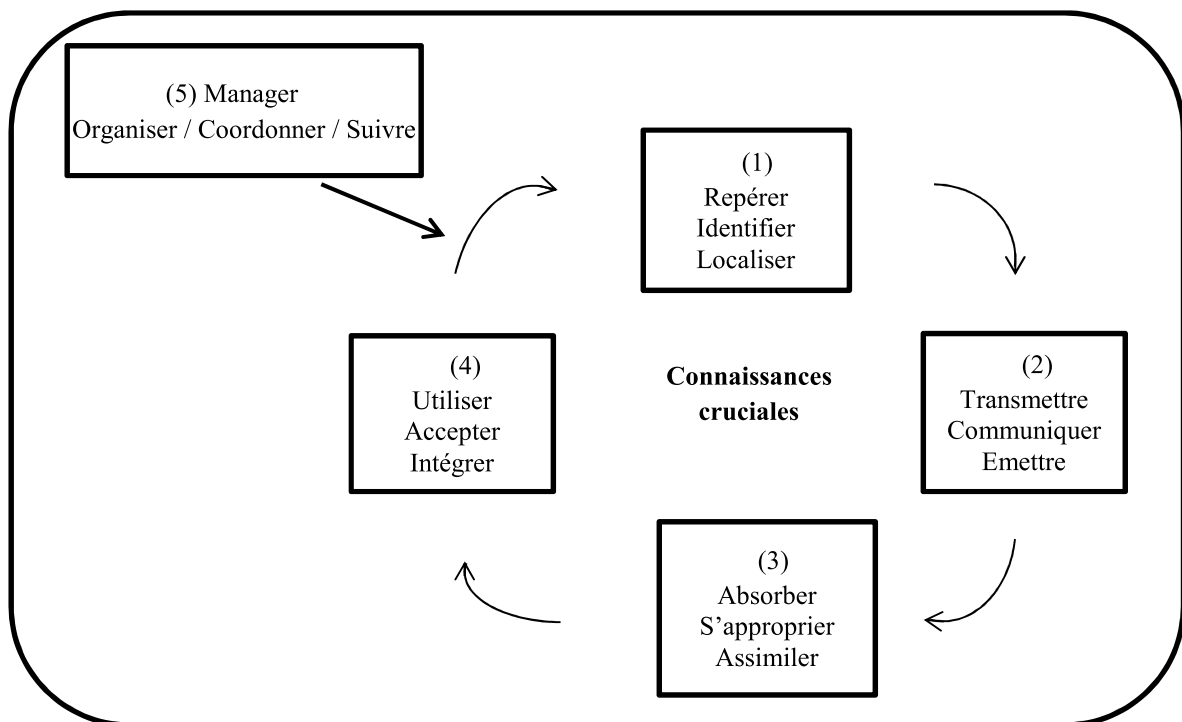 (5) Manager
Organiser / Coordonner / Suivre
(1)
Repérer
Identifier
Localiser
(2)
Transmettre
Communiquer
Emettre
Connaissances
cruciales
(3)
Absorber
S’approprier
Assimiler
(4)
Utiliser
Accepter
Intégrer